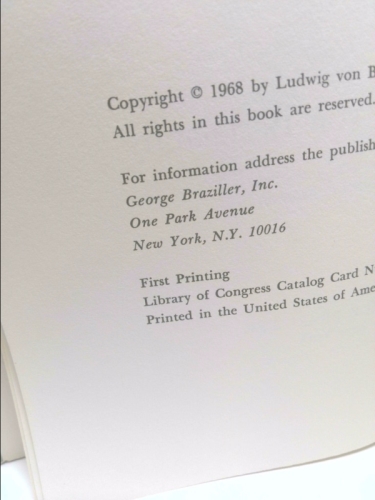 Copyright © 1968 by Ludwig von B
All rights in this book are reserved.
For information address the publish
George Braziller, Inc.
One Park Avenue
New York, N.Y. 10016
First Printing
Library of Congress Catalog Card N
Printed in the United States of Ame